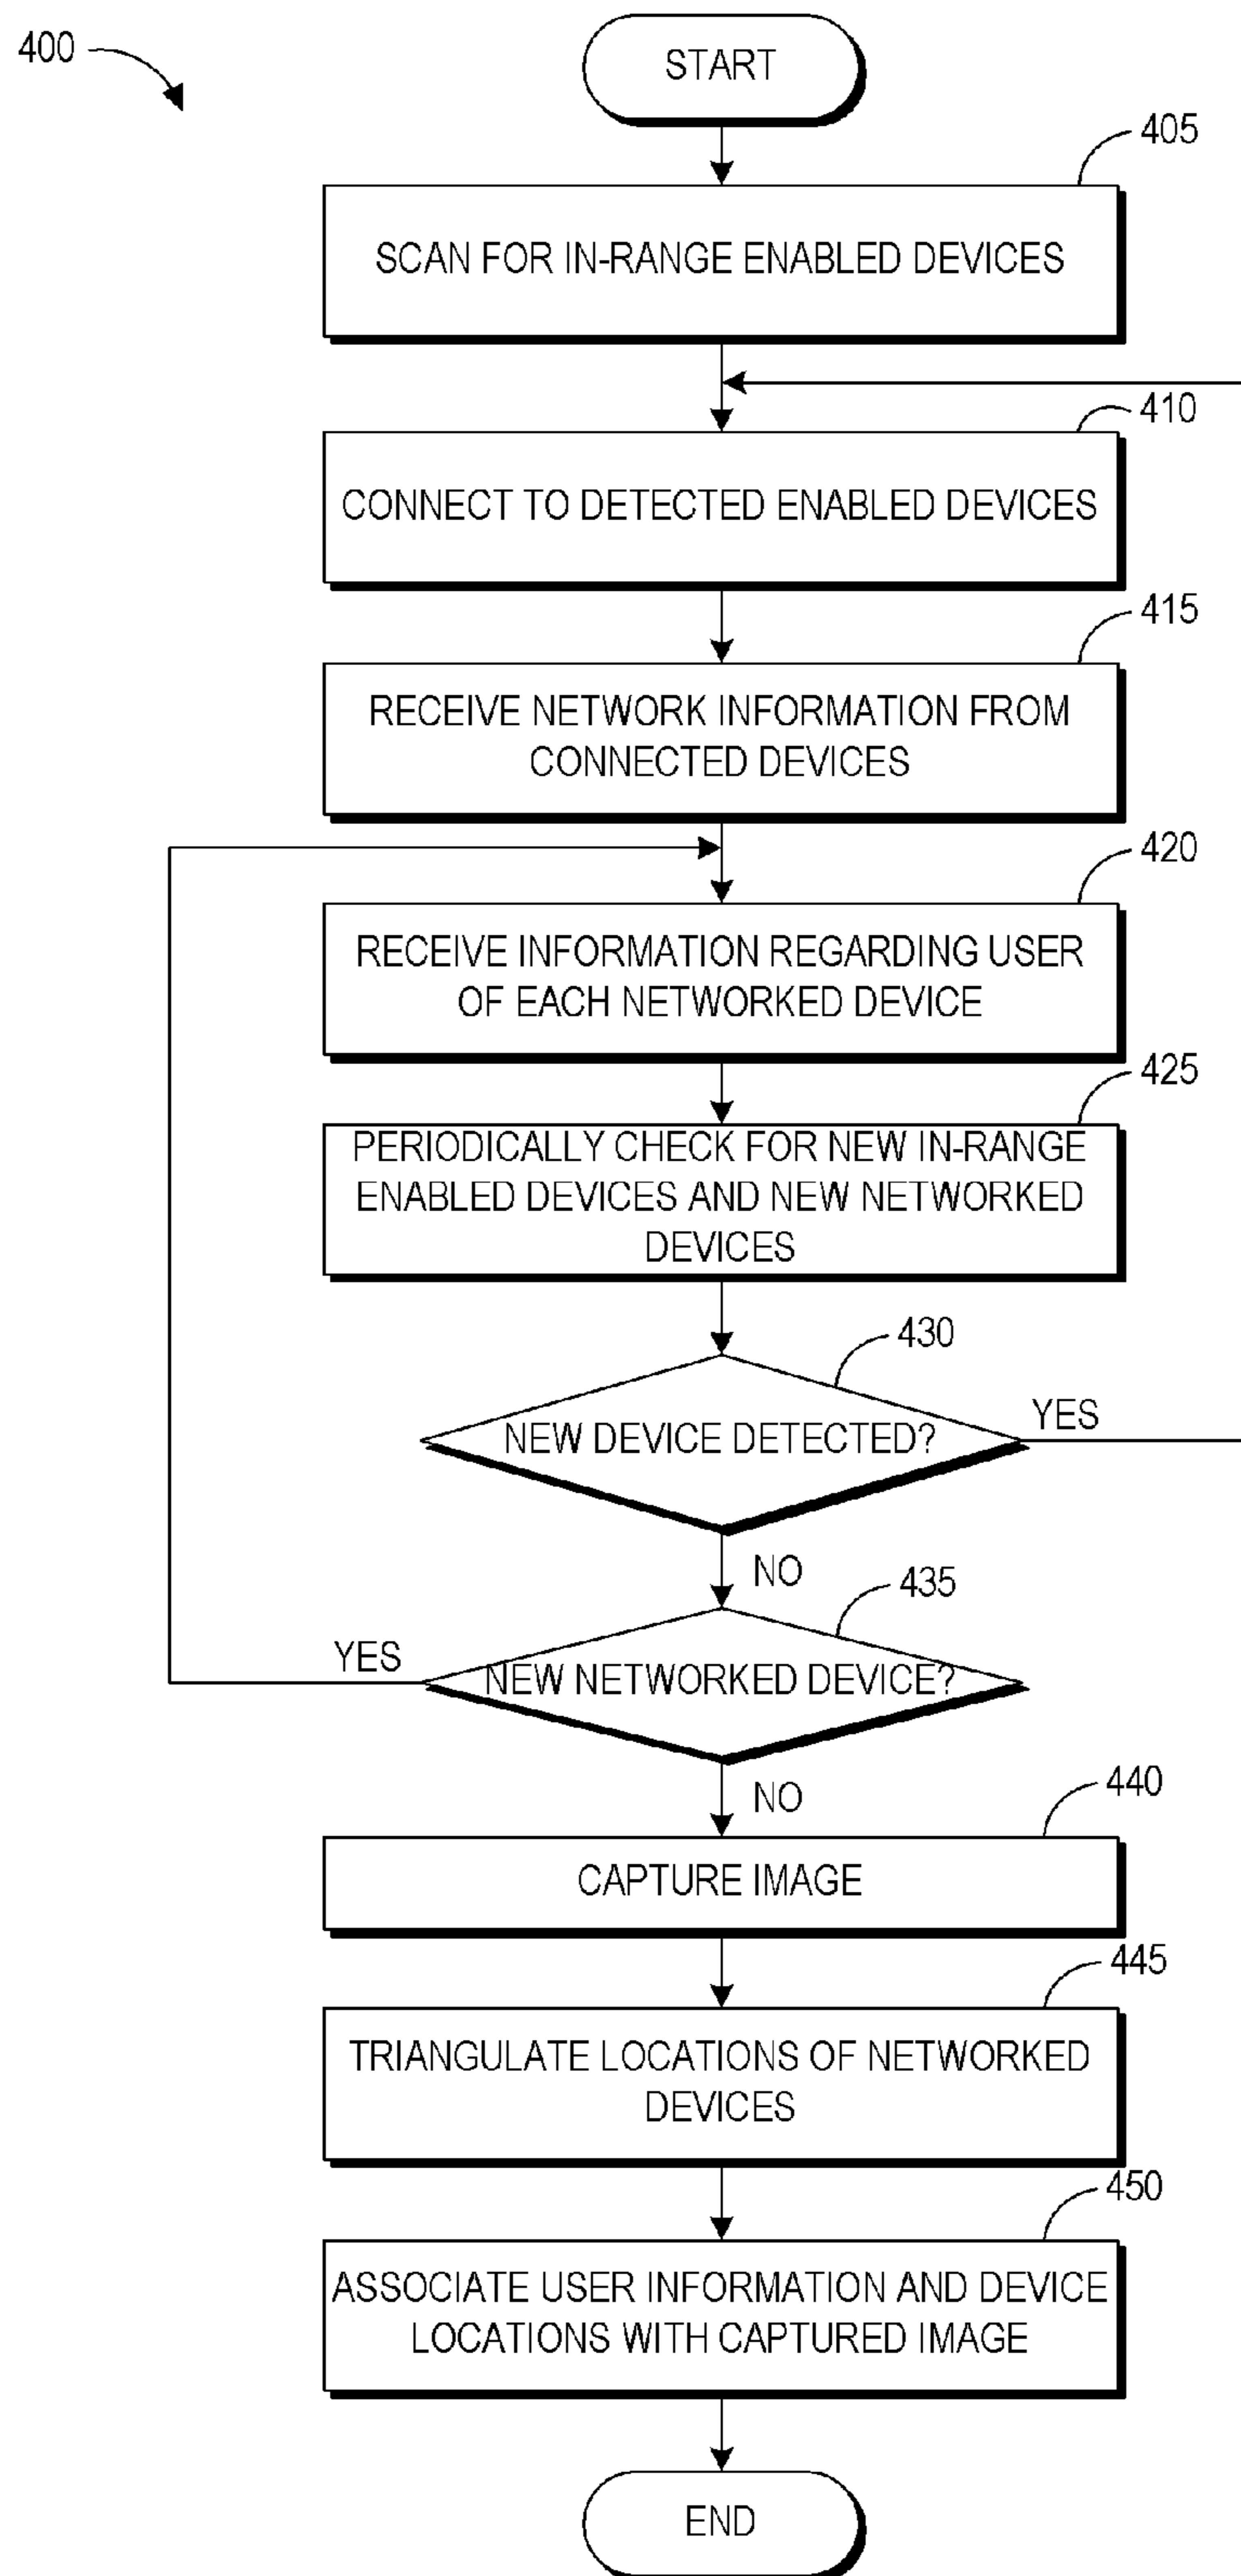 400
START
405
SCAN FOR IN-RANGE ENABLED DEVICES
410
CONNECT TO DETECTED ENABLED DEVICES
415
RECEIVE NETWORK INFORMATION FROM
CONNECTED DEVICES
420
RECEIVE INFORMATION REGARDING USER
OF EACH NETWORKED DEVICE
425
PERIODICALLY CHECK FOR NEW IN-RANGE
ENABLED DEVICES AND NEW NETWORKED
DEVICES
430
NEW DEVICE DETECTED?
YES
NO
435
YES
NEW NETWORKED DEVICE?
NO
440
CAPTURE IMAGE
445
TRIANGULATE LOCATIONS OF NETWORKED
DEVICES
450
ASSOCIATE USER INFORMATION AND DEVICE
LOCATIONS WITH CAPTURED IMAGE
END